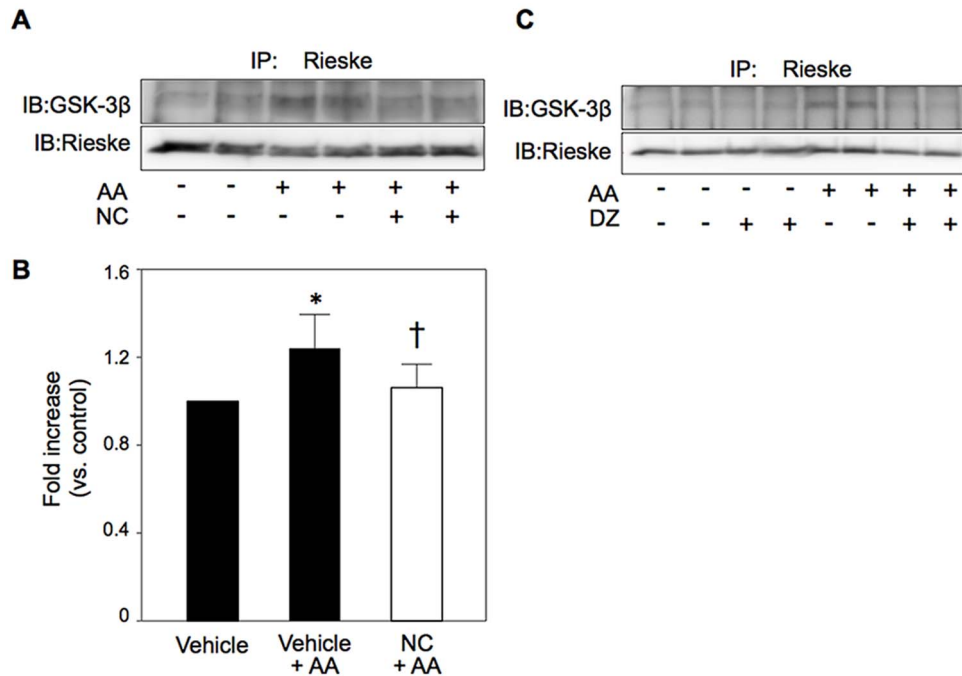 A
IP: Rieske
IB:GSK-3β
IB:Rieske
AA - - + + + +
NC - - - - + +
C
IP: Rieske
IB:GSK-3β
IB:Rieske
AA - - - - + + + +
DZ - - + + - - + +
B
Fold increase
(vs. control)
1.6
1.2
0.8
0.4
0
*
†
Vehicle
Vehicle
+ AA
NC
+ AA